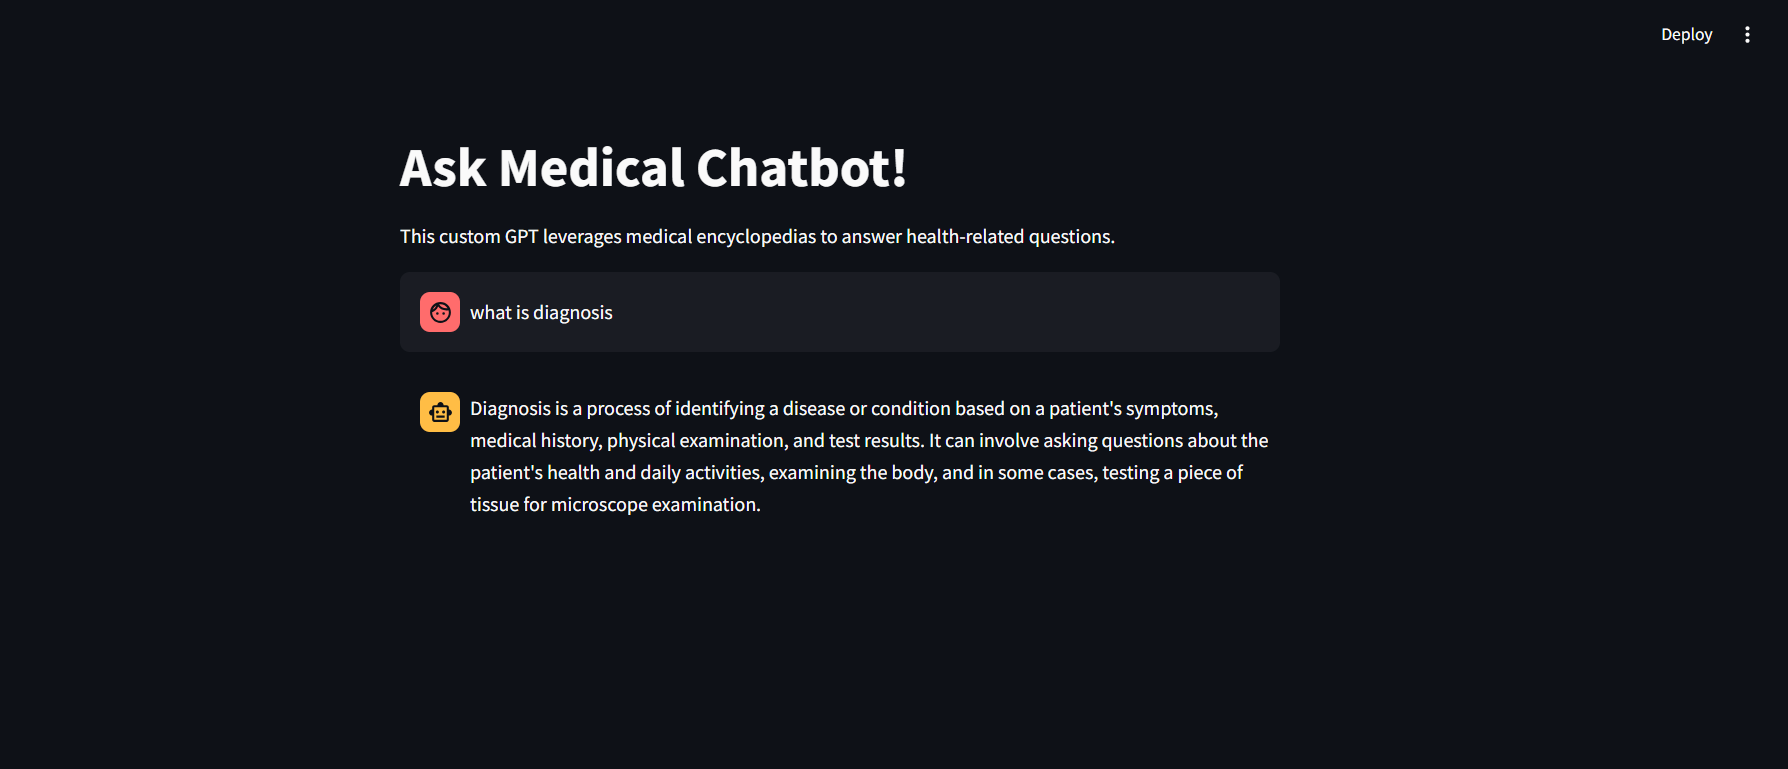 Deploy
Ask Medical Chatbot!
This custom GPT leverages medical encyclopedias to answer health-related questions.
what is diagnosis
Diagnosis is a process of identifying a disease or condition based on a patient's symptoms,
medical history, physical examination, and test results. It can involve asking questions about the
patient's health and daily activities, examining the body, and in some cases, testing a piece of
tissue for microscope examination.